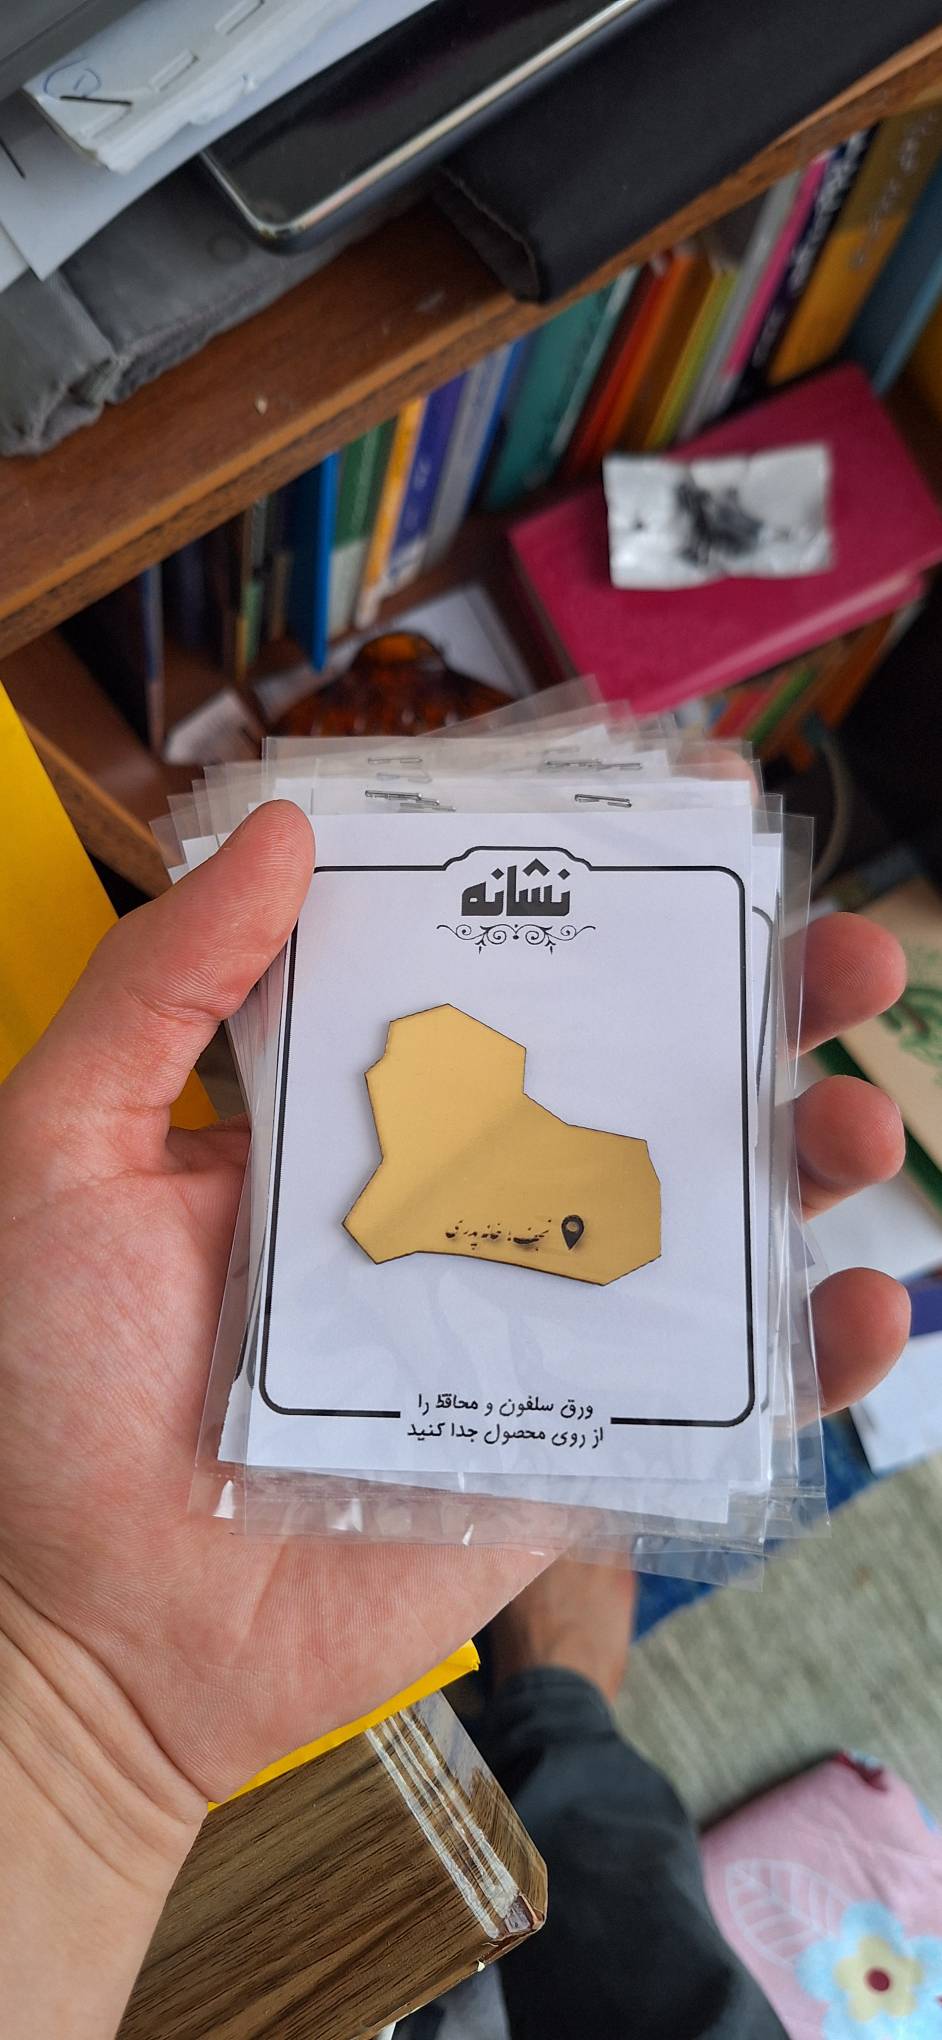 نشانه
نجف؛ خانه پدری
ورق سلفون و محافظ را
از روی محصول جدا کنید